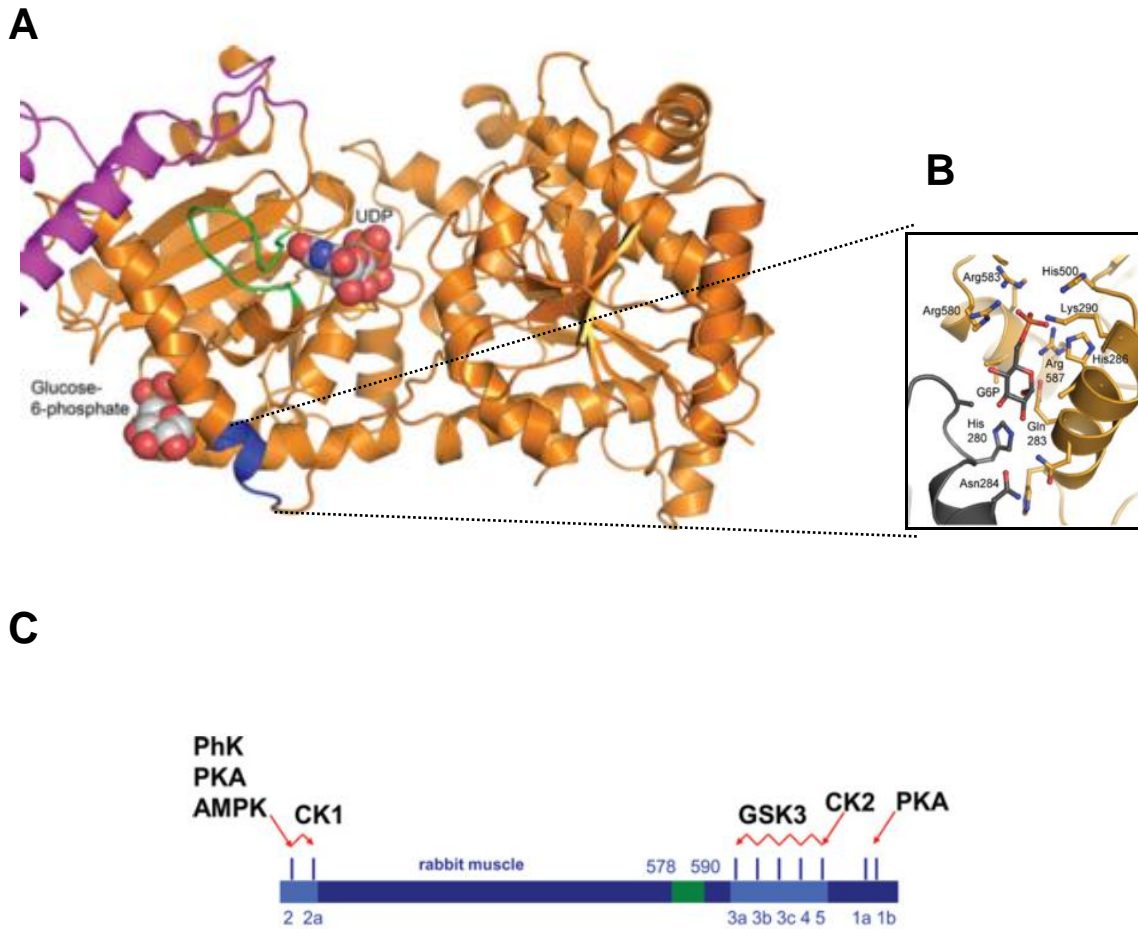 A
UDP
Glucose-
6-phosphate
B
Arg583
His500
Arg580
Lys290
Arg
587
His286
G6P
His
280
Gln
283
Asn284
C
PhK
PKA
AMPK
CK1
GSK3
CK2
PKA
rabbit muscle
578
590
2 2a 3a 3b 3c 4 5 1a 1b